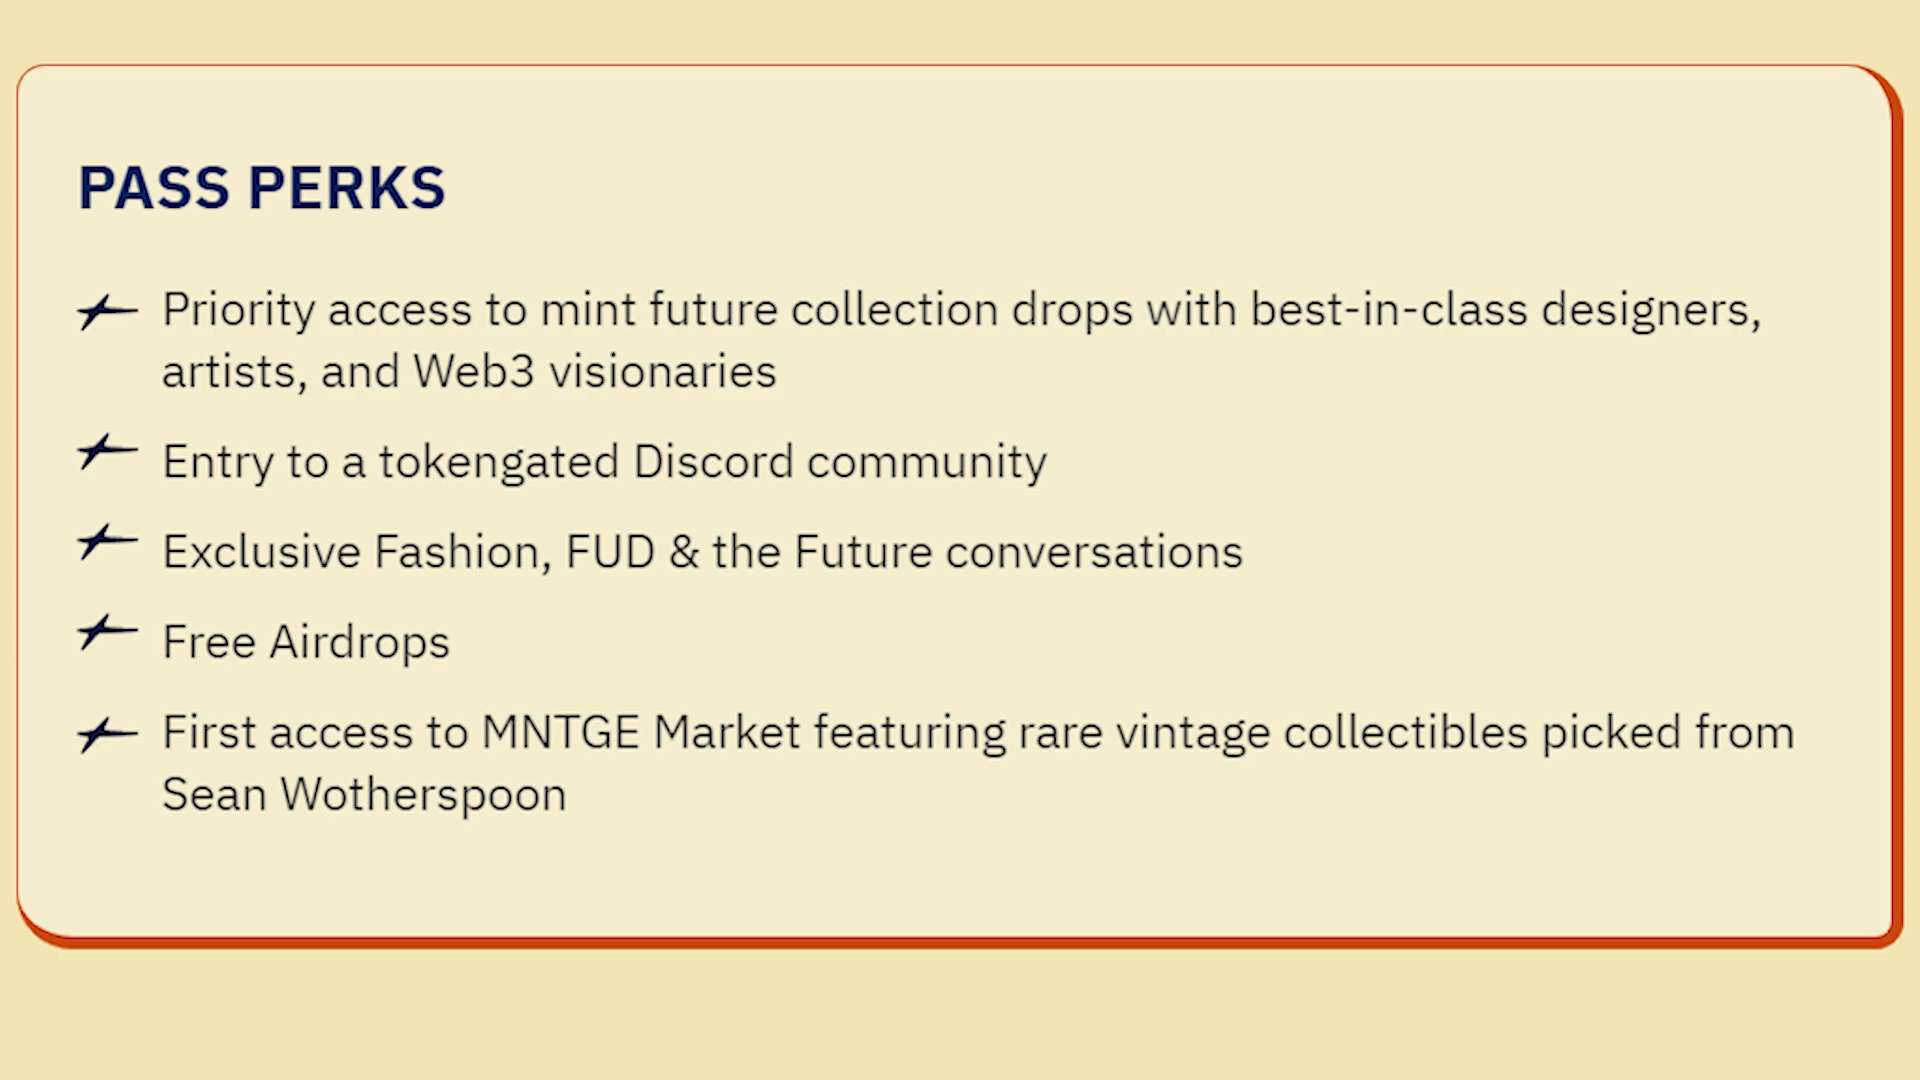 PASS PERKS
Priority access to mint future collection drops with best-in-class designers,
artists, and Web3 visionaries
Entry to a tokengated Discord community
Exclusive Fashion, FUD & the Future conversations
Free Airdrops
First access to MNTGE Market featuring rare vintage collectibles picked from
Sean Wotherspoon